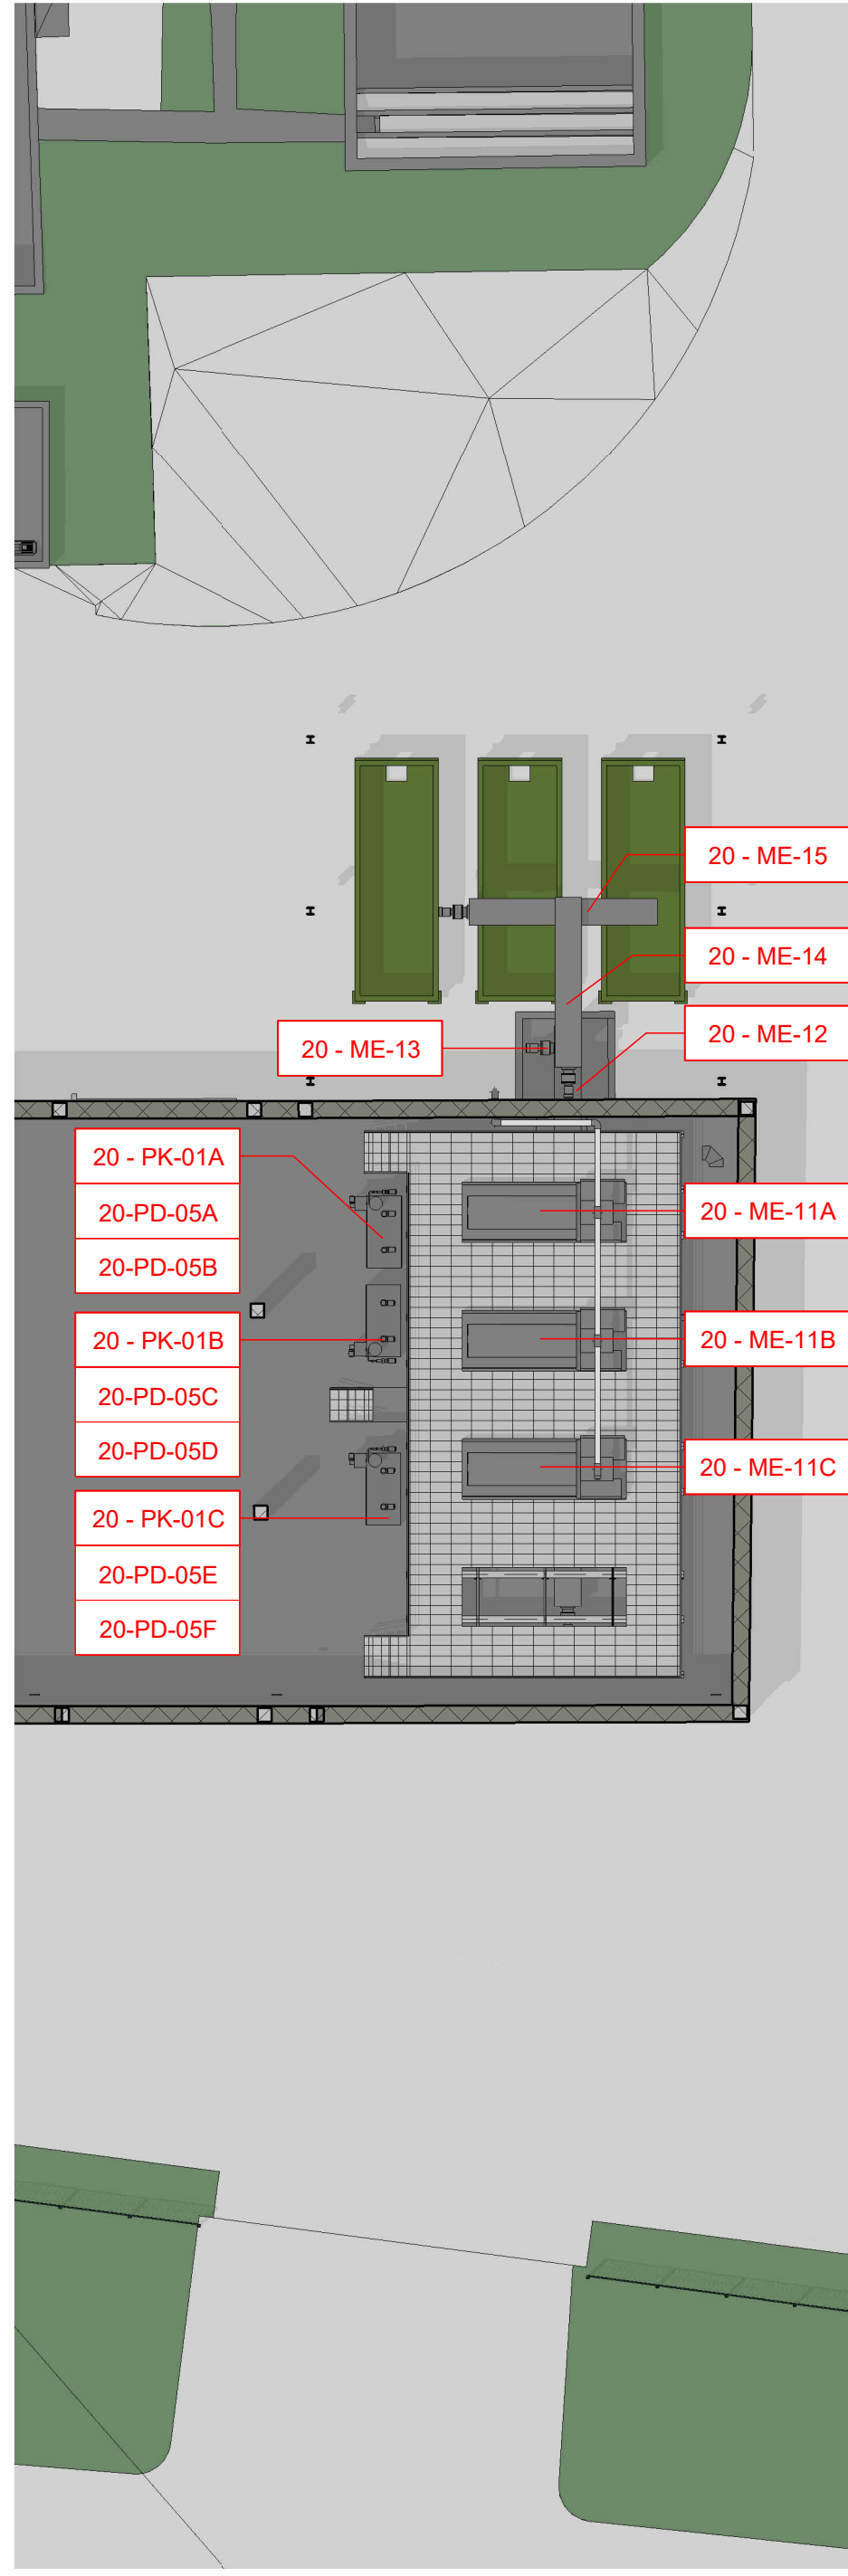 20 - ME-15
20 - ME-14
20 - ME-13
20 - ME-12
20 - PK-01A
20-PD-05A
20-PD-05B
20 - ME-11A
20 - PK-01B
20-PD-05C
20-PD-05D
20 - ME-11B
20 - PK-01C
20-PD-05E
20-PD-05F
20 - ME-11C